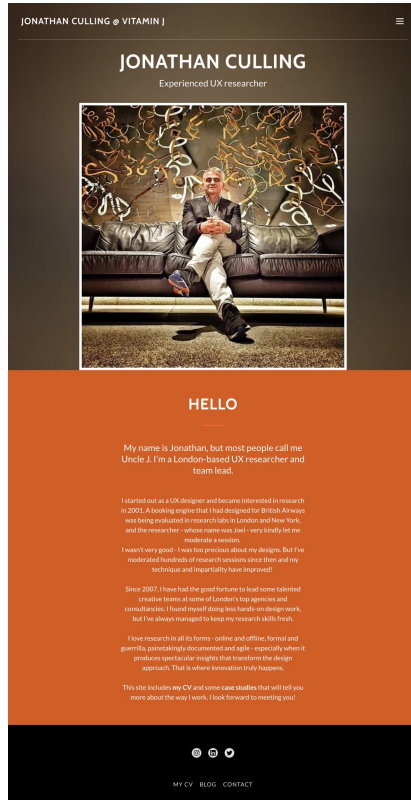 JONATHAN CULLING @ VITAMIN J
JONATHAN CULLING
Experienced UX researcher
HELLO
My name is Jonathan, but most people call me
Uncle J. I'm a London-based UX researcher and
team lead.
I started out as a UX designer and became interested in research
in 2001. A booking engine that I had designed for British Airways
was being evaluated in research labs in London and New York,
and the researcher - whose name was Joel - very kindly let me
moderate a session.
I wasn't very good - I was too precious about my designs. But I've
moderated hundreds of research sessions since then and my
technique and impartiality have improved!
Since 2007, I have had the good fortune to lead some talented
creative teams at some of London's top agencies and
consultancies. I found myself doing less hands-on design work,
but I've always managed to keep my research skills fresh.
I love research in all its forms - online and offline, formal and
guerrilla, painstakingly documented and agile - especially when it
produces spectacular insights that transform the design
approach. That is where innovation truly happens.
This site includes my CV and some case studies that will tell you
more about the way I work. I look forward to meeting you!
MY CV BLOG CONTACT